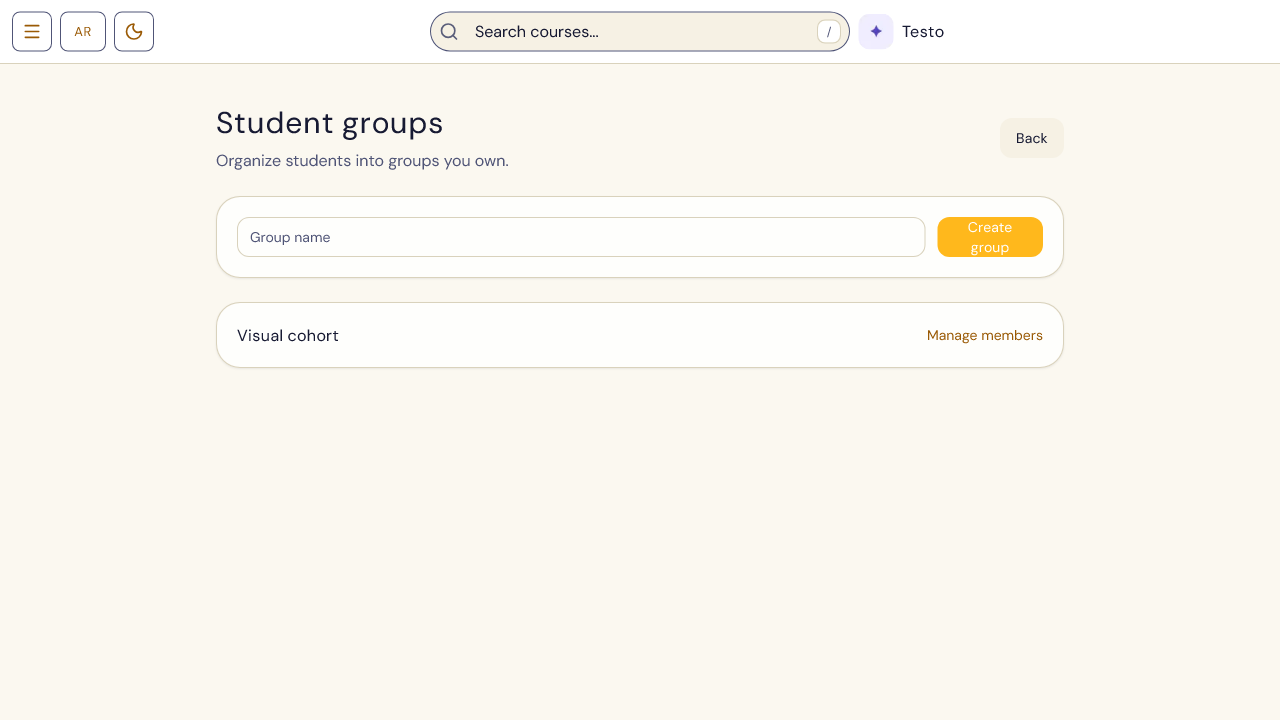 AR
Search courses...
/
Testo
Student groups
Organize students into groups you own.
Back
Group name
Create
group
Visual cohort
Manage members